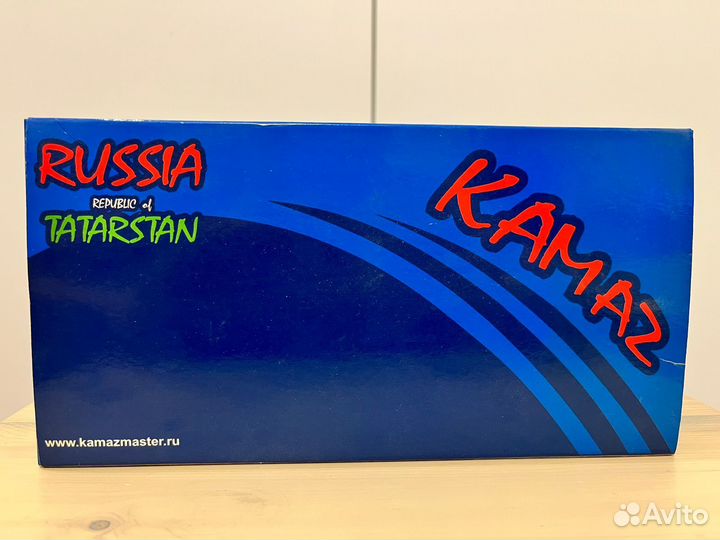 RUSSIA
REPUBLIC of
TATARSTAN
KAMAZ
www.kamazmaster.ru
Avito